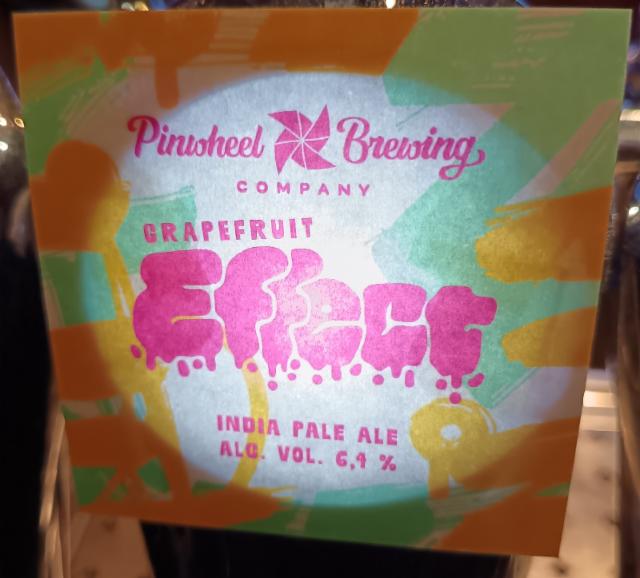 Pinwheel Brewing
COMPANY
GRAPEFRUIT
Effect
INDIA PALE ALE
ALC. VOL. 6,4 %